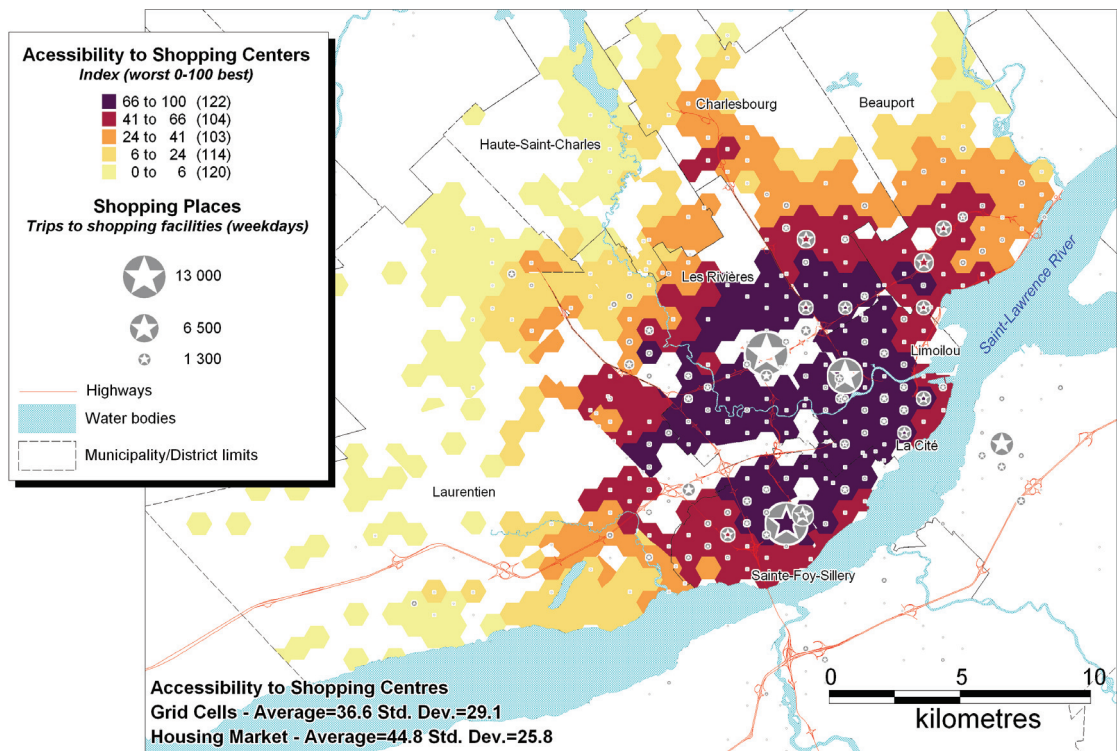 Acessibility to Shopping Centers
Index (worst 0-100 best)
66 to 100 (122)
41 to 66 (104)
24 to 41 (103)
6 to 24 (114)
0 to 6 (120)
Shopping Places
Trips to shopping facilities (weekdays)
13 000
6 500
1 300
Highways
Water bodies
Municipality/District limits
Charlesbourg
Beauport
Haute-Saint-Charles
Les Rivières
Saint-Lawrence River
Limoilou
La Cité
Laurentien
Sainte-Foy-Sillery
Accessibility to Shopping Centres
Grid Cells - Average=36.6 Std. Dev.=29.1
Housing Market - Average=44.8 Std. Dev.=25.8
0 5 10
kilometres